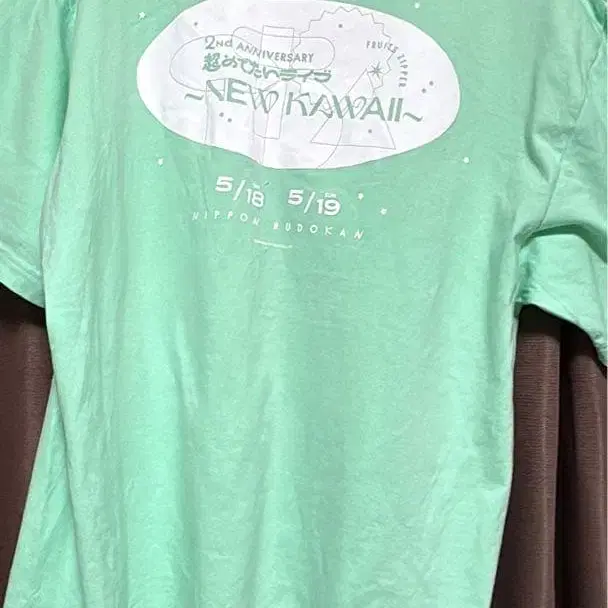 2nd ANNIVERSARY
FRUITS ZIPPER
超めでたいライブ
~NEW KAWAII~
5/18 5/19
NIPPON BUDOKAN